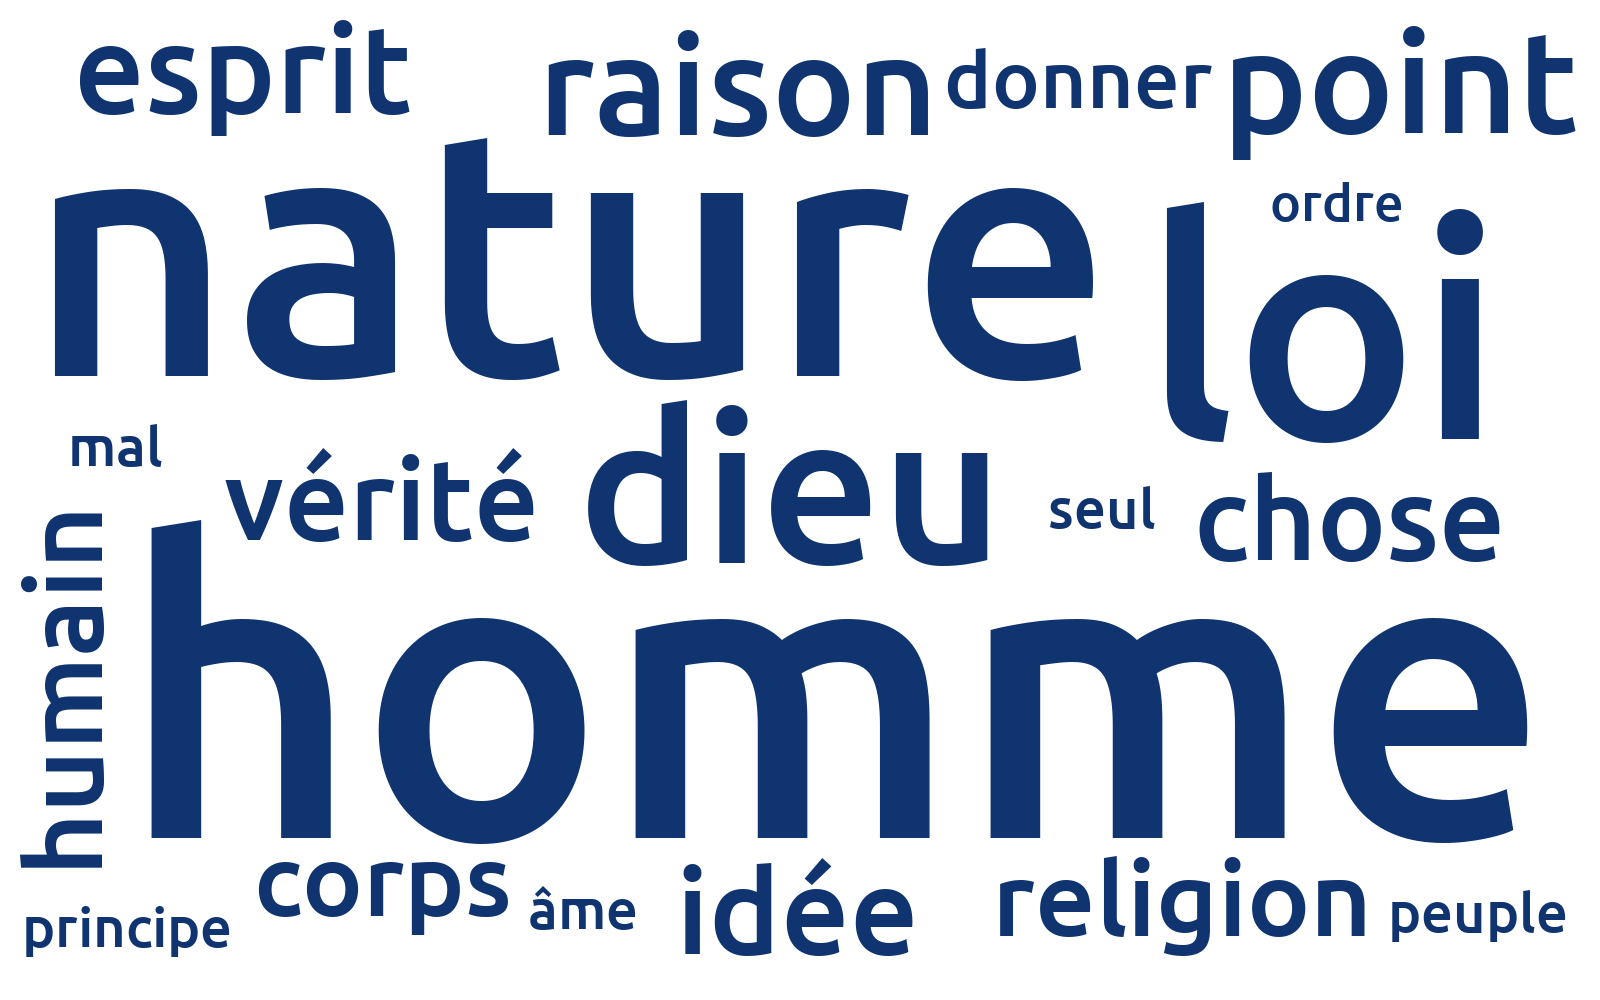 esprit
raison
donner
point
nature
loi
ordre
mal
vérité
dieu
seul
chose
humain
homme
principe
corps
âme
idée
religion
peuple